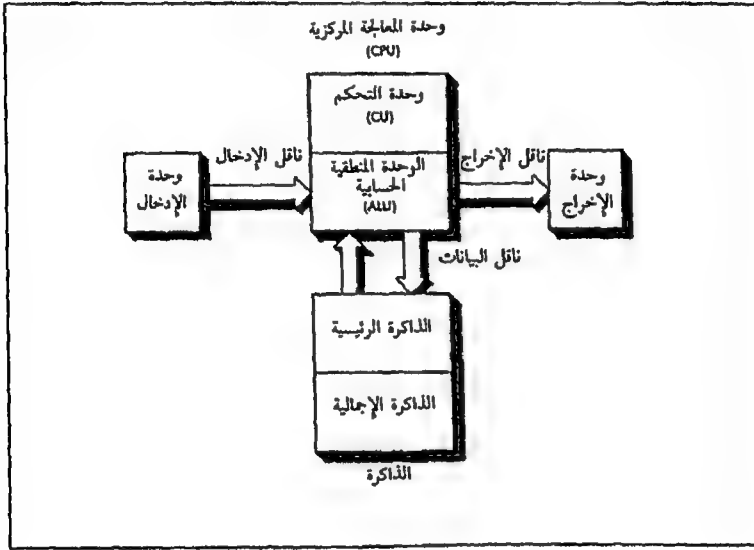 وحدة المعالجة المركزية
(CPU)
وحدة التحكم
(CU)
ناقل الإدخال
الوحدة المنطقية
الحسابية
(ALU)
ناقل الإخراج
وحدة
الإدخال
وحدة
الإخراج
ناقل البيانات
الذاكرة الرئيسية
الذاكرة الإجمالية
الذاكرة